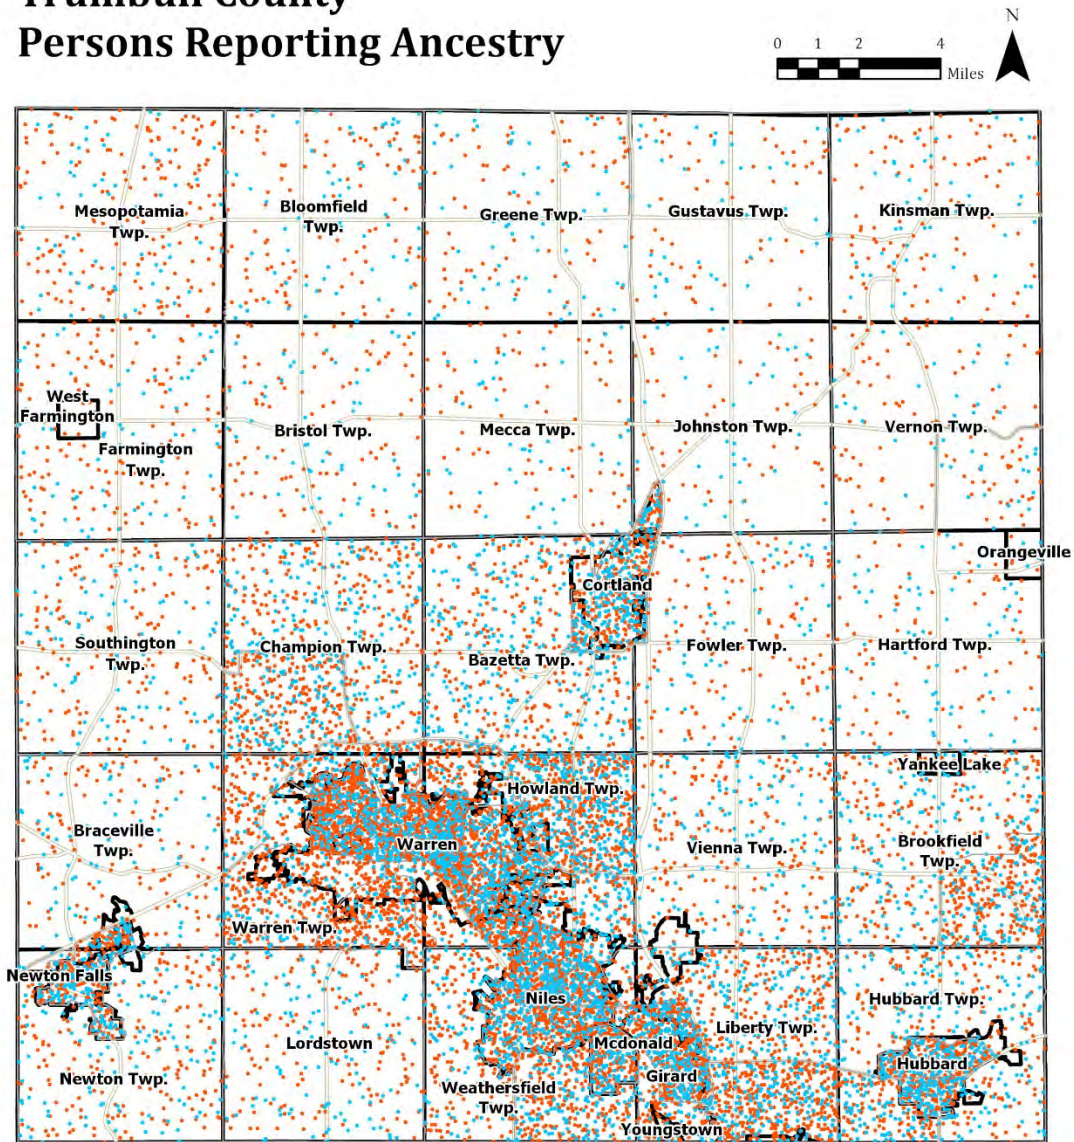 Trumbull County
Persons Reporting Ancestry
N
0 1 2 4
Miles
Mesopotamia
Twp.
Bloomfield
Twp.
Greene Twp.
Gustavus Twp.
Kinsman Twp.
West
Farmington
Farmington
Twp.
Bristol Twp.
Mecca Twp.
Johnston Twp.
Vernon Twp.
Orangeville
Cortland
Southington
Twp.
Champion Twp.
Bazetta Twp.
Fowler Twp.
Hartford Twp.
Yankee Lake
Howland Twp.
Braceville
Twp.
Warren
Vienna Twp.
Brookfield
Twp.
Warren Twp.
Newton Falls
Niles
Hubbard Twp.
Lordstown
Mcdonald
Liberty Twp.
Newton Twp.
Weathersfield
Twp.
Girard
Hubbard
Youngstown